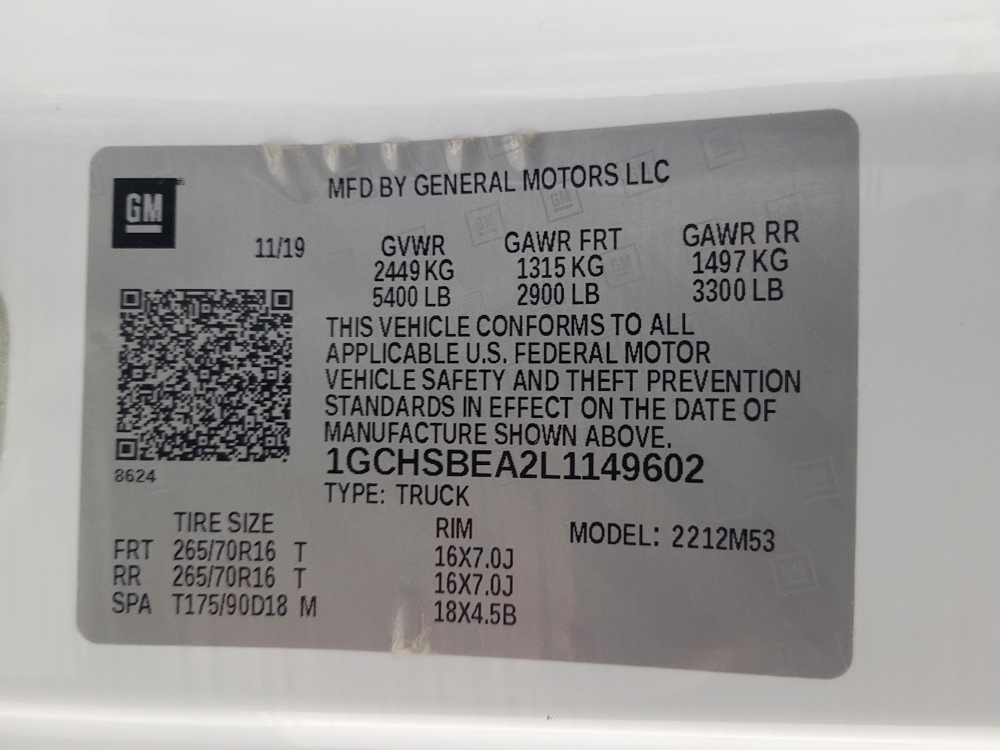 MFD BY GENERAL MOTORS LLC
GM
11/19 GVWR GAWR FRT GAWR RR
2449 KG 1315 KG 1497 KG
5400 LB 2900 LB 3300 LB
THIS VEHICLE CONFORMS TO ALL
APPLICABLE U.S. FEDERAL MOTOR
VEHICLE SAFETY AND THEFT PREVENTION
STANDARDS IN EFFECT ON THE DATE OF
MANUFACTURE SHOWN ABOVE.
1GCHSBEA2L1149602
8624
TYPE: TRUCK
TIRE SIZE RIM MODEL: 2212M53
FRT 265/70R16 T 16X7.0J
RR 265/70R16 T 16X7.0J
SPA T175/90D18 M 18X4.5B